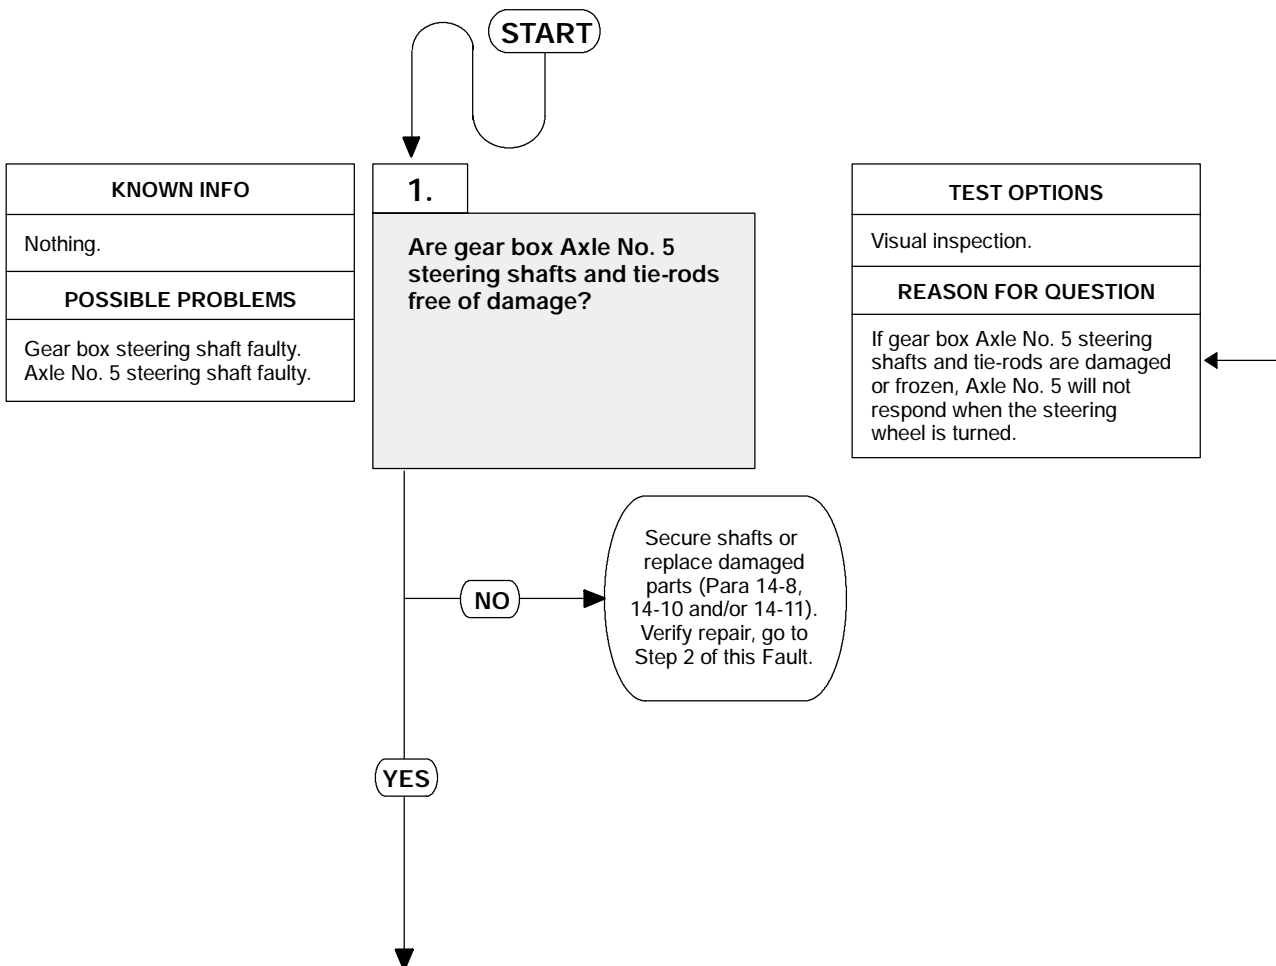 START
KNOWN INFO
Nothing.
POSSIBLE PROBLEMS
Gear box steering shaft faulty.
Axle No. 5 steering shaft faulty.
1.
Are gear box Axle No. 5
steering shafts and tie-rods
free of damage?
TEST OPTIONS
Visual inspection.
REASON FOR QUESTION
If gear box Axle No. 5 steering
shafts and tie-rods are damaged
or frozen, Axle No. 5 will not
respond when the steering
wheel is turned.
NO
Secure shafts or
replace damaged
parts (Para 14-8,
14-10 and/or 14-11).
Verify repair, go to
Step 2 of this Fault.
YES